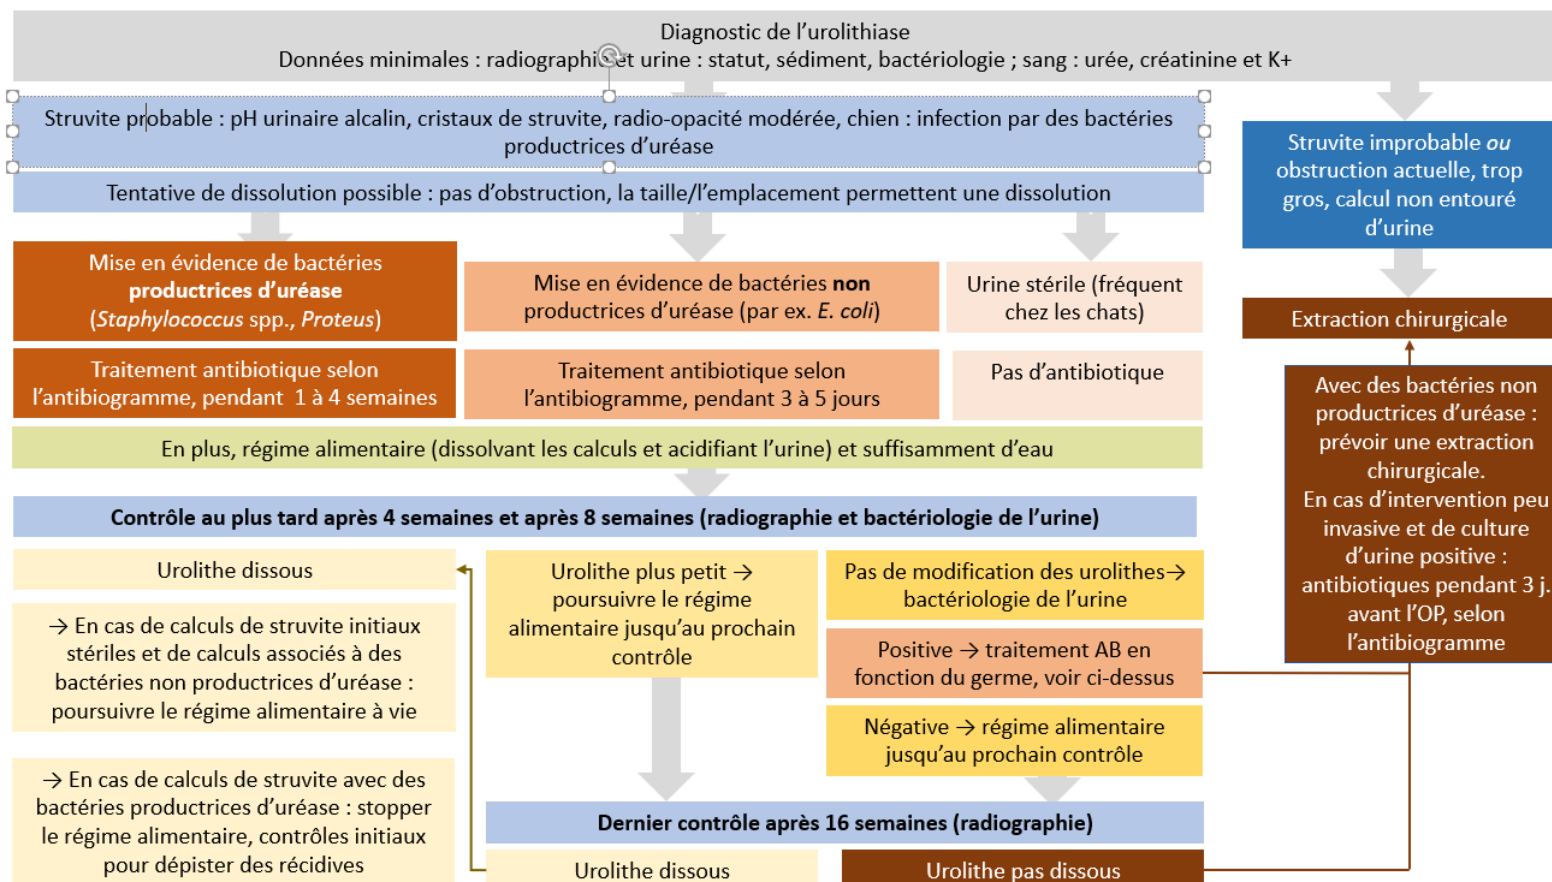 Diagnostic de l’urolithiase
Données minimales : radiographie et urine : statut, sédiment, bactériologie ; sang : urée, créatinine et K+
Struvite probable : pH urinaire alcalin, cristaux de struvite, radio-opacité modérée, chien : infection par des bactéries
productrices d’uréase
Tentative de dissolution possible : pas d’obstruction, la taille/l’emplacement permettent une dissolution
Struvite improbable ou
obstruction actuelle, trop
gros, calcul non entouré
d’urine
Mise en évidence de bactéries
productrices d’uréase
(Staphylococcus spp., Proteus)
Mise en évidence de bactéries non
productrices d’uréase (par ex. E. coli)
Urine stérile (fréquent
chez les chats)
Extraction chirurgicale
Traitement antibiotique selon
l’antibiogramme, pendant 1 à 4 semaines
Traitement antibiotique selon
l’antibiogramme, pendant 3 à 5 jours
Pas d’antibiotique
Avec des bactéries non
productrices d’uréase :
prévoir une extraction
chirurgicale.
En cas d’intervention peu
invasive et de culture
d’urine positive :
antibiotiques pendant 3 j.
avant l’OP, selon
l’antibiogramme
En plus, régime alimentaire (dissolvant les calculs et acidifiant l’urine) et suffisamment d’eau
Contrôle au plus tard après 4 semaines et après 8 semaines (radiographie et bactériologie de l’urine)
Urolithe dissous
→ En cas de calculs de struvite initiaux
stériles et de calculs associés à des
bactéries non productrices d’uréase :
poursuivre le régime alimentaire à vie
→ En cas de calculs de struvite avec des
bactéries productrices d’uréase : stopper
le régime alimentaire, contrôles initiaux
pour dépister des récidives
Urolithe plus petit →
poursuivre le régime
alimentaire jusqu’au prochain
contrôle
Pas de modification des urolithes→
bactériologie de l’urine
Positive → traitement AB en
fonction du germe, voir ci-dessus
Négative → régime alimentaire
jusqu’au prochain contrôle
Dernier contrôle après 16 semaines (radiographie)
Urolithe dissous
Urolithe pas dissous